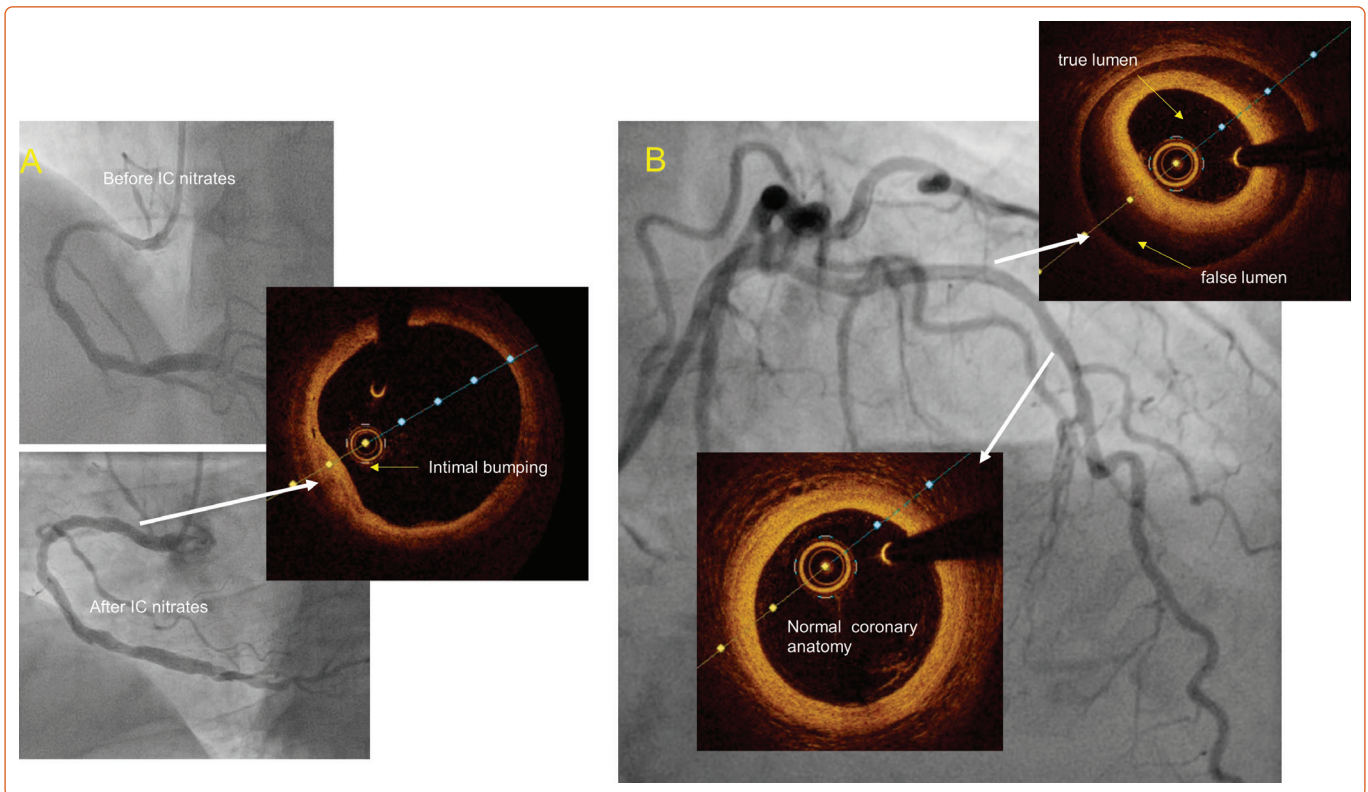 A
Before IC nitrates
Intimal bumping
After IC nitrates
B
true lumen
false lumen
Normal coronary
anatomy